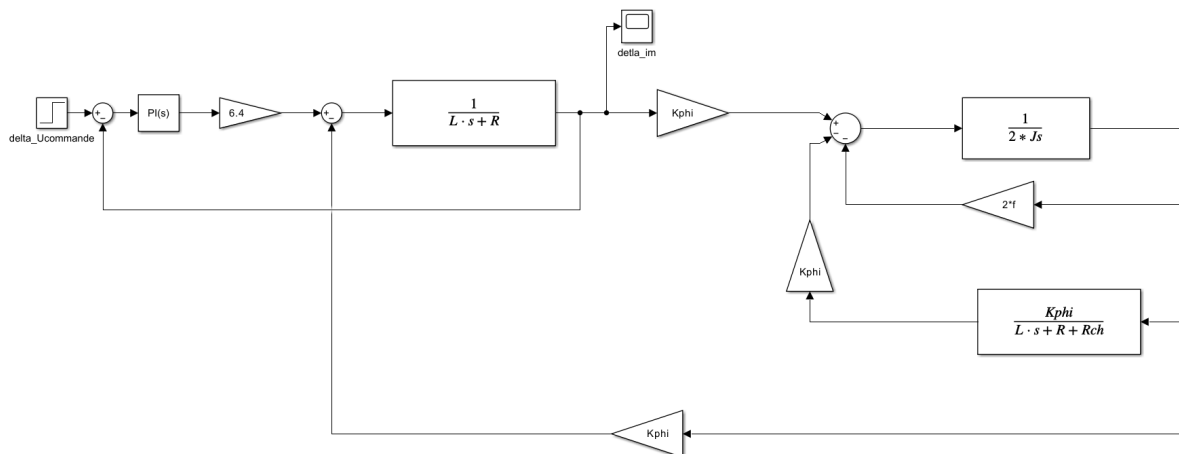 detla_im
delta_Ucommande
+
−
PI(s)
6.4
+
−
1
L · s + R
Kphi
+
−
−
1
2 * Js
2*f
Kphi
Kphi
L · s + R + Rch
Kphi